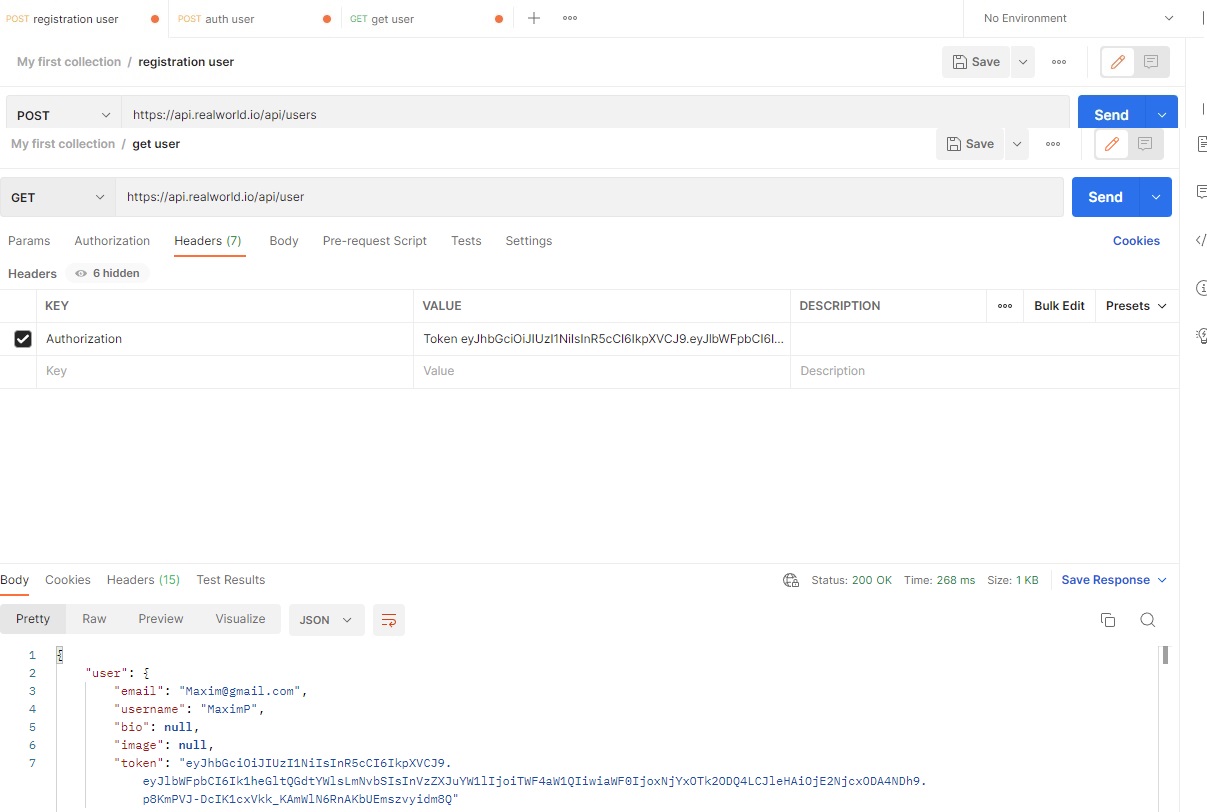 POST registration user POST auth user GET get user No Environment
My first collection / registration user Save
POST https://api.realworld.io/api/users Send
My first collection / get user Save
GET https://api.realworld.io/api/user Send
Params Authorization Headers (7) Body Pre-request Script Tests Settings Cookies
Headers 6 hidden
KEY VALUE DESCRIPTION Bulk Edit Presets
Authorization Token eyJhbGciOiJIUzI1NiIsInR5cCI6IkpXVCJ9.eyJlbWFpbCI6I...
Key Value Description
Body Cookies Headers (15) Test Results Status: 200 OK Time: 268 ms Size: 1 KB Save Response
Pretty Raw Preview Visualize JSON
1 {
2 "user": {
3 "email": "Maxim@gmail.com",
4 "username": "MaximP",
5 "bio": null,
6 "image": null,
7 "token": "eyJhbGciOiJIUzI1NiIsInR5cCI6IkpXVCJ9.
eyJlbWFpbCI6Ik1heGltQGdtYWlsLmNvbSIsInVzZXJuYW1lIjoiTWF4aW1QIiwiaWF0IjoxNjYxOTk2ODQ4LCJleHAiOjE2NjcxODA4NDh9.
p8KmPVJ-DcIK1cxVkk_KAmWlN6RnAKbUEmszvyidm8Q"